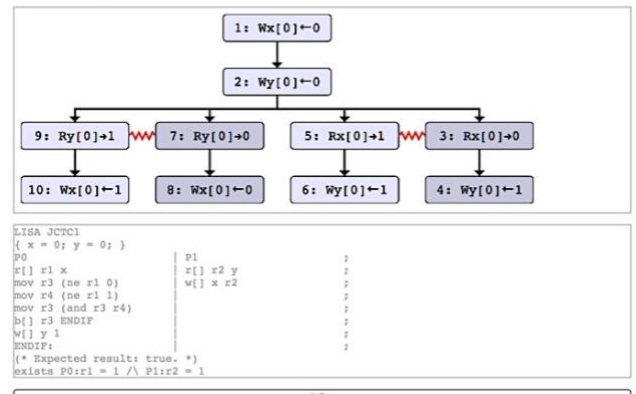 1: Wx[0]←0
2: Wy[0]←0
9: Ry[0]→1 7: Ry[0]→0 5: Rx[0]→1 3: Rx[0]→0
10: Wx[0]←1 8: Wx[0]←0 6: Wy[0]←1 4: Wy[0]←1
LISA JCTC1
{ x = 0; y = 0; }
P0 | P1 ;
r[] r1 x | r[] r2 y ;
mov r3 (ne r1 0) | w[] x r2 ;
mov r4 (ne r1 1) | ;
mov r3 (and r3 r4) | ;
b[] r3 ENDIF | ;
w[] y 1 | ;
ENDIF: | ;
(* Expected result: true. *)
exists P0:r1 = 1 /\ P1:r2 = 1